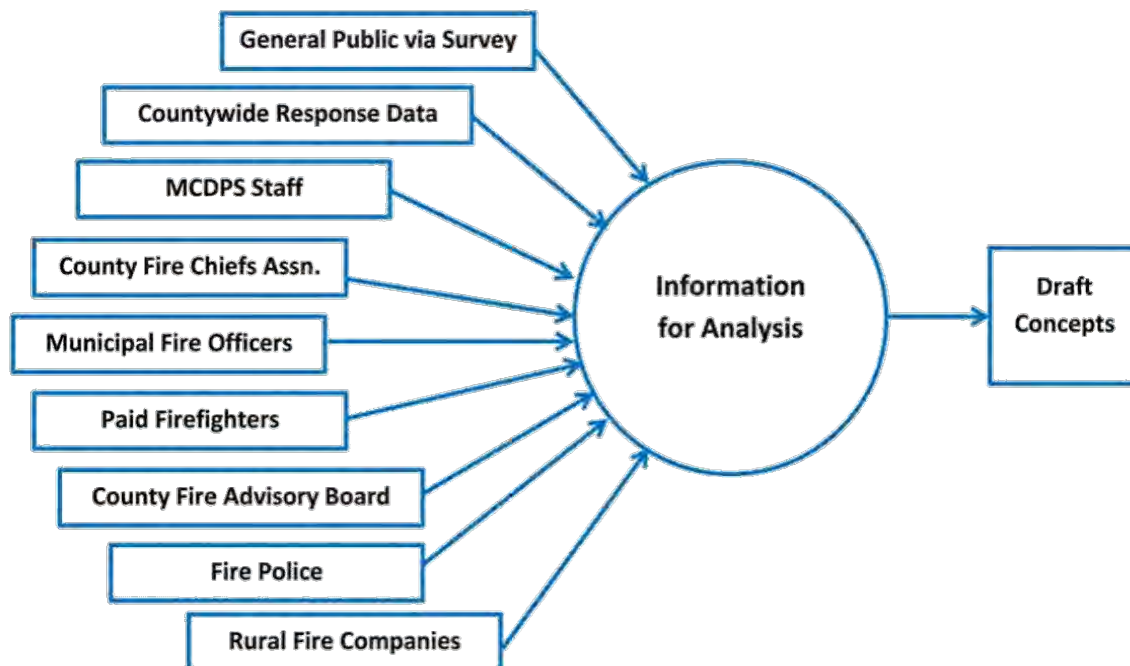 General Public via Survey
Countywide Response Data
MCDPS Staff
County Fire Chiefs Assn.
Municipal Fire Officers
Paid Firefighters
County Fire Advisory Board
Fire Police
Rural Fire Companies
Information
for Analysis
Draft
Concepts